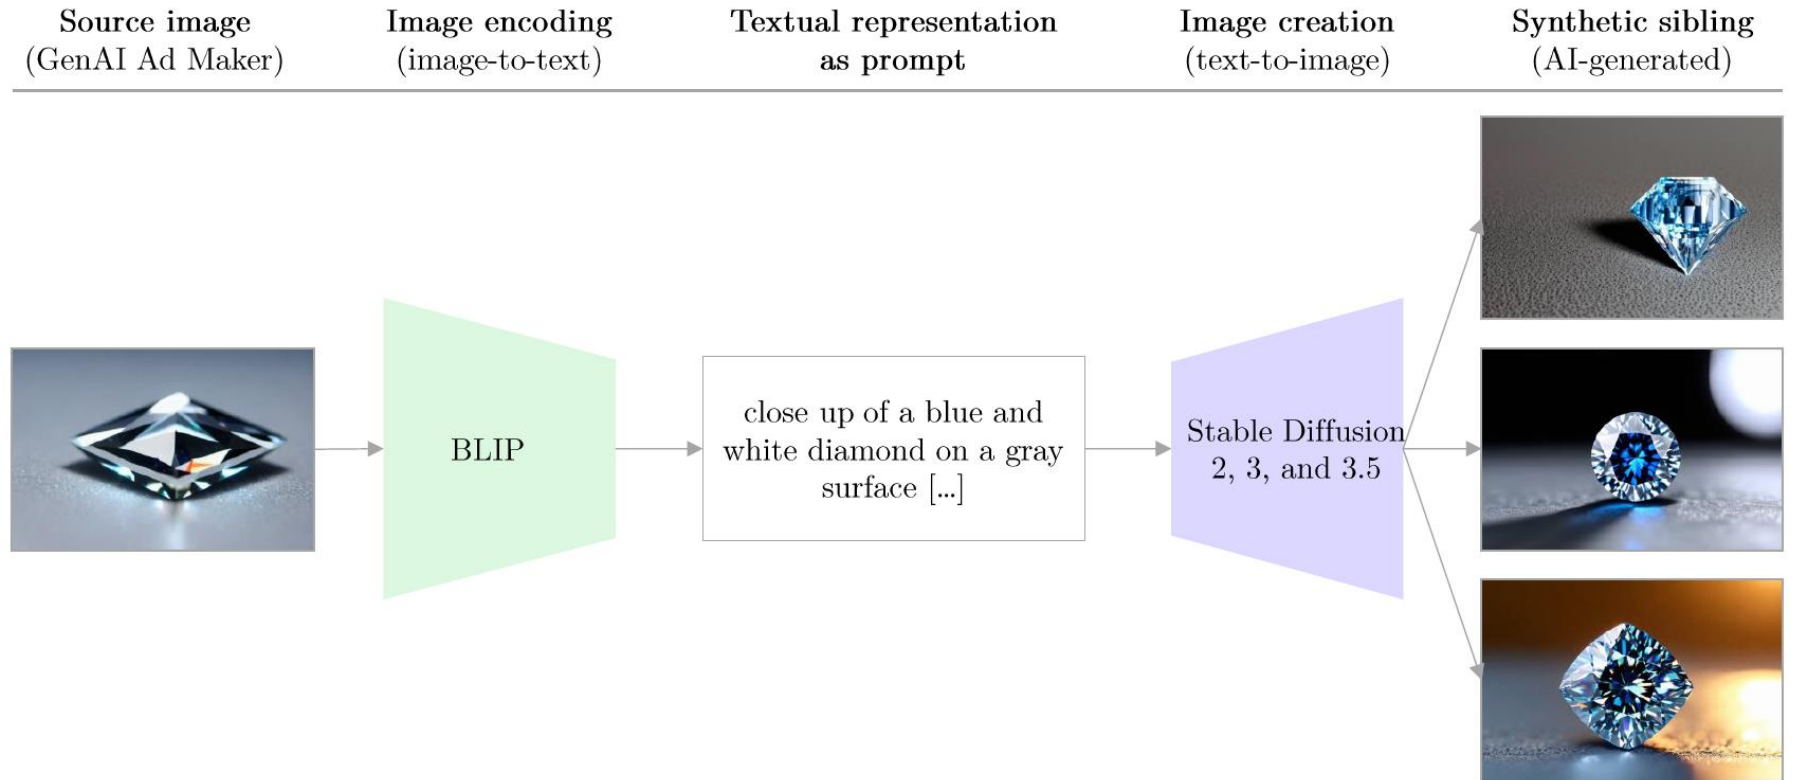 Source image
(GenAI Ad Maker)
Image encoding
(image-to-text)
Textual representation
as prompt
Image creation
(text-to-image)
Synthetic sibling
(AI-generated)
BLIP
close up of a blue and
white diamond on a gray
surface [...]
Stable Diffusion
2, 3, and 3.5